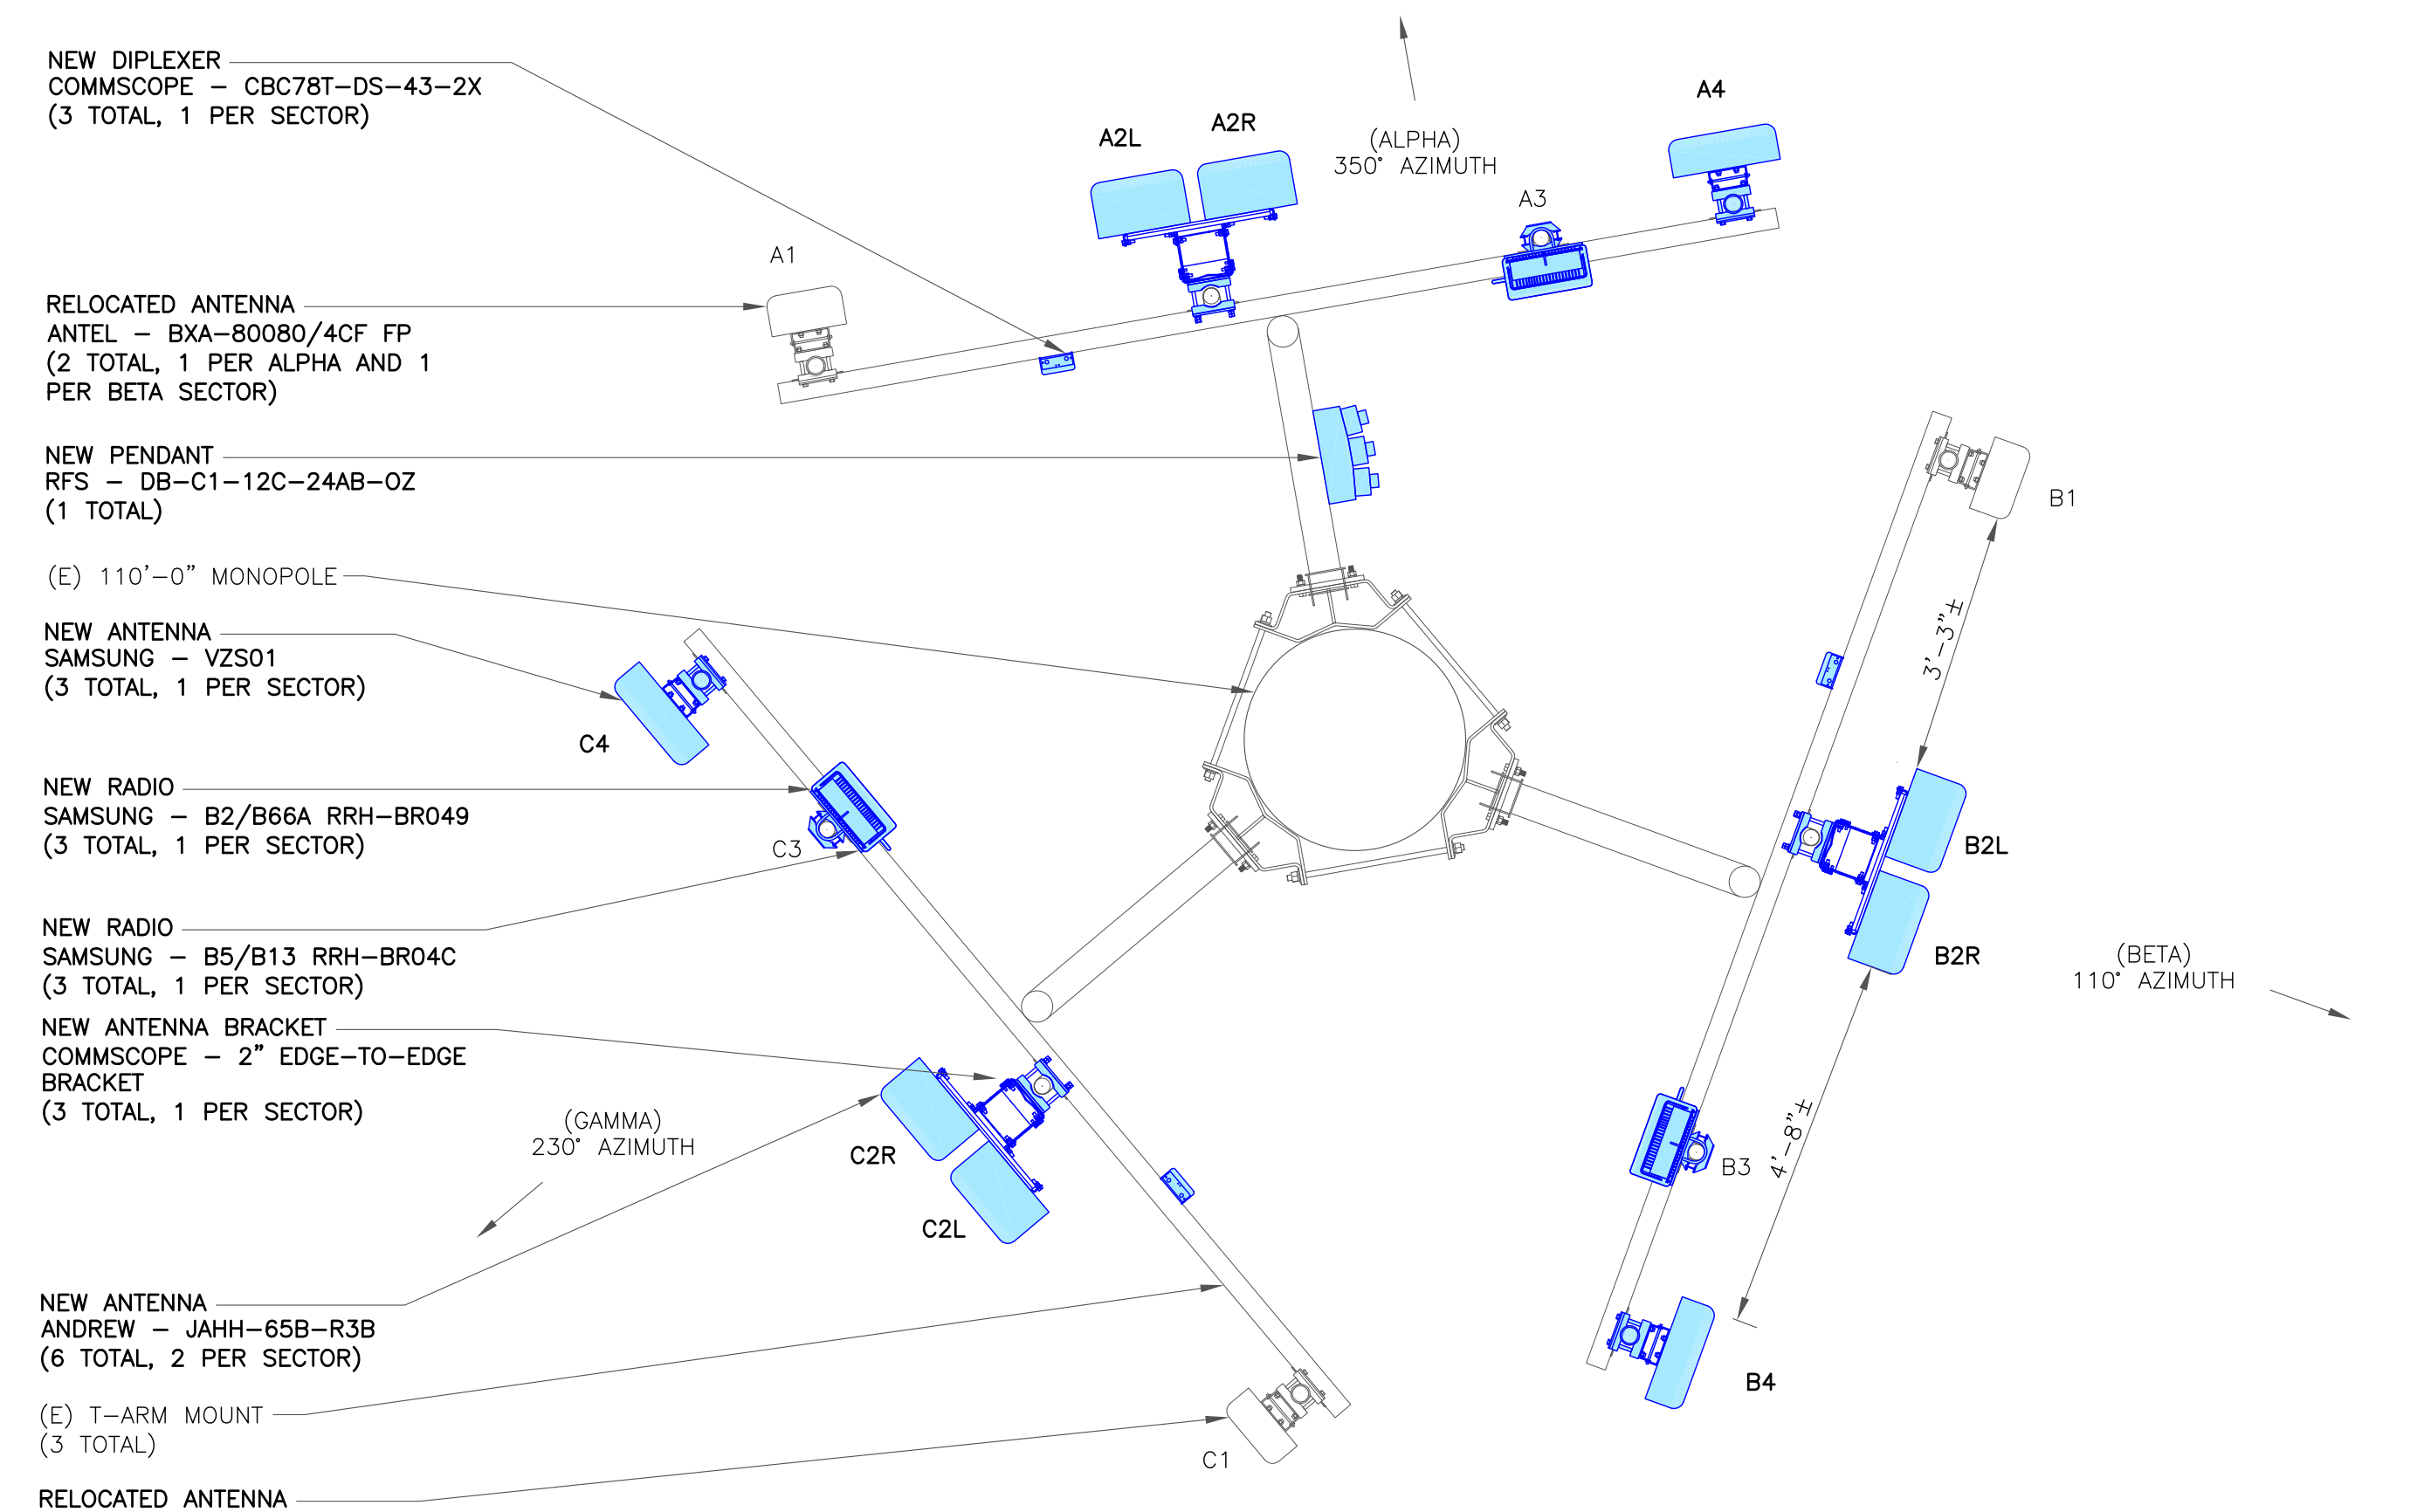 NEW DIPLEXER
COMMSCOPE - CBC78T-DS-43-2X
(3 TOTAL, 1 PER SECTOR)
RELOCATED ANTENNA
ANTEL - BXA-80080/4CF FP
(2 TOTAL, 1 PER ALPHA AND 1
PER BETA SECTOR)
NEW PENDANT
RFS - DB-C1-12C-24AB-0Z
(1 TOTAL)
(E) 110'-0" MONOPOLE
NEW ANTENNA
SAMSUNG - VZS01
(3 TOTAL, 1 PER SECTOR)
NEW RADIO
SAMSUNG - B2/B66A RRH-BR049
(3 TOTAL, 1 PER SECTOR)
NEW RADIO
SAMSUNG - B5/B13 RRH-BR04C
(3 TOTAL, 1 PER SECTOR)
NEW ANTENNA BRACKET
COMMSCOPE - 2" EDGE-TO-EDGE
BRACKET
(3 TOTAL, 1 PER SECTOR)
NEW ANTENNA
ANDREW - JAHH-65B-R3B
(6 TOTAL, 2 PER SECTOR)
(E) T-ARM MOUNT
(3 TOTAL)
RELOCATED ANTENNA
A1
A2L
A2R
(ALPHA)
350° AZIMUTH
A3
A4
B1
3'-3"±
B2L
B2R
(BETA)
110° AZIMUTH
4'-8"±
B3
B4
C4
C3
(GAMMA)
230° AZIMUTH
C2R
C2L
C1